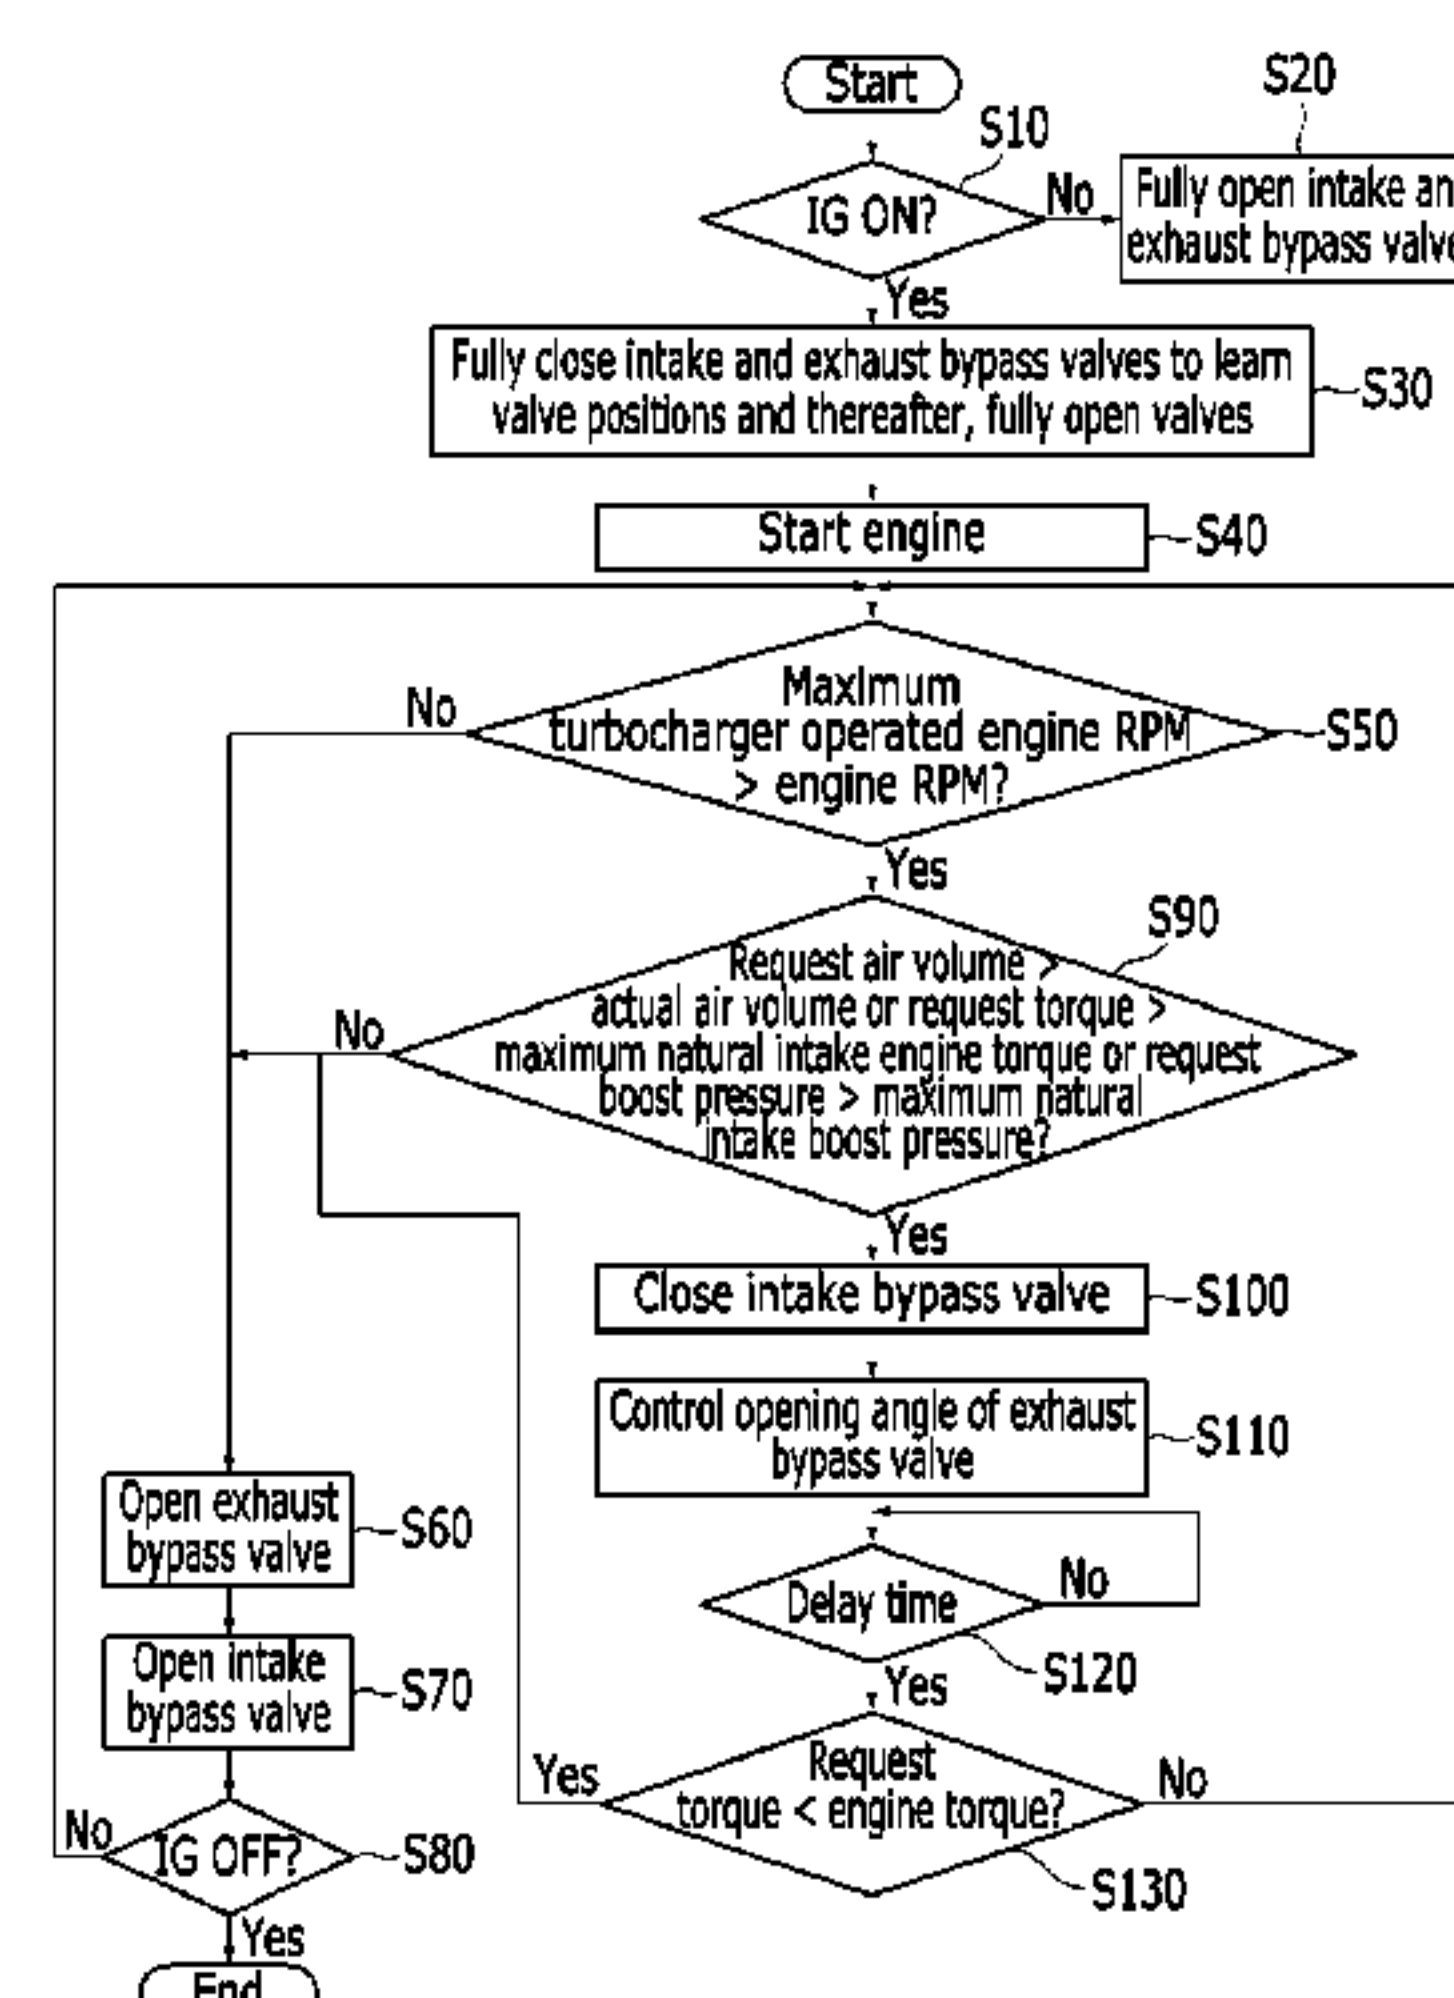 Start
S10
S20
IG ON?
No
Fully open intake an
exhaust bypass valve
Yes
Fully close intake and exhaust bypass valves to learn
valve positions and thereafter, fully open valves
S30
Start engine
S40
No
Maximum
turbocharger operated engine RPM
> engine RPM?
S50
Yes
S90
No
Request air volume >
actual air volume or request torque >
maximum natural intake engine torque or request
boost pressure > maximum natural
intake boost pressure?
Yes
Close intake bypass valve
S100
Control opening angle of exhaust
bypass valve
S110
Open exhaust
bypass valve
S60
Delay time
No
S120
Open intake
bypass valve
S70
Yes
Yes
Request
torque < engine torque?
No
S130
No
IG OFF?
S80
Yes
End